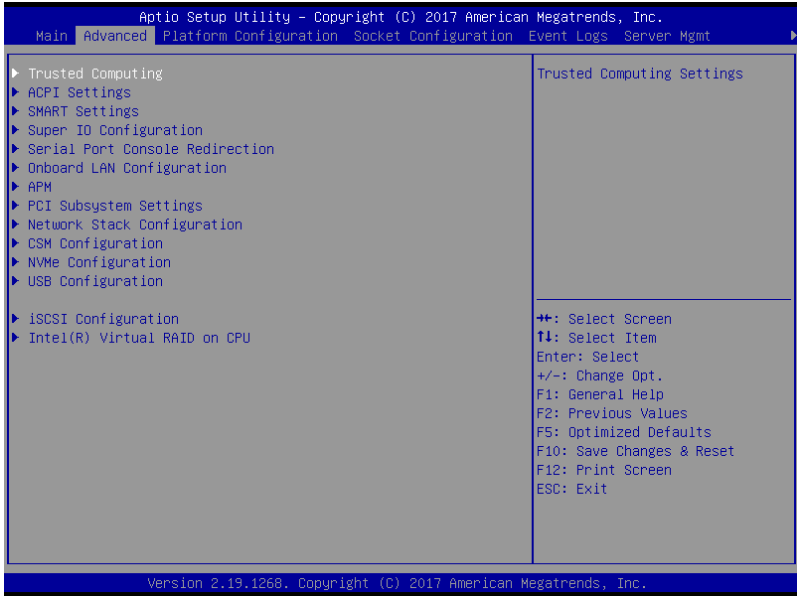 Aptio Setup Utility – Copyright (C) 2017 American Megatrends, Inc.
Main Advanced Platform Configuration Socket Configuration Event Logs Server Mgmt
Trusted Computing
ACPI Settings
SMART Settings
Super IO Configuration
Serial Port Console Redirection
Onboard LAN Configuration
APM
PCI Subsystem Settings
Network Stack Configuration
CSM Configuration
NVMe Configuration
USB Configuration
iSCSI Configuration
Intel(R) Virtual RAID on CPU
Trusted Computing Settings
→←: Select Screen
↑↓: Select Item
Enter: Select
+/-: Change Opt.
F1: General Help
F2: Previous Values
F5: Optimized Defaults
F10: Save Changes & Reset
F12: Print Screen
ESC: Exit
Version 2.19.1268. Copyright (C) 2017 American Megatrends, Inc.